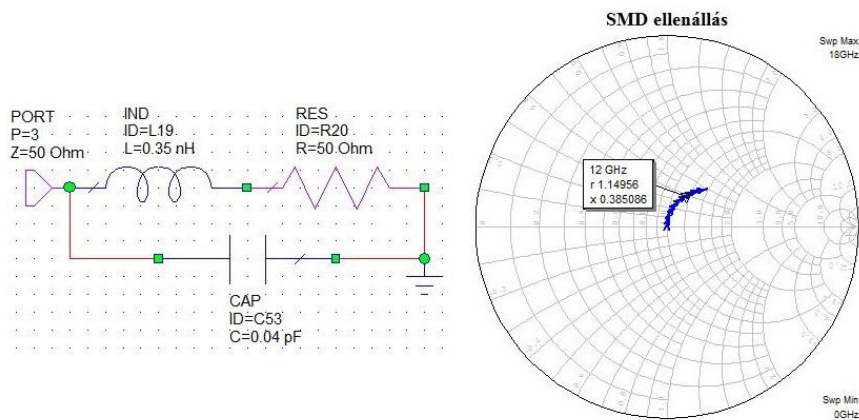 SMD ellenállás
Swp Max
18GHz
PORT
P=3
Z=50 Ohm
IND
ID=L19
L=0.35 nH
RES
ID=R20
R=50 Ohm
12 GHz
r 1.14956
x 0.385086
CAP
ID=C53
C=0.04 pF
Swp Min
0GHz